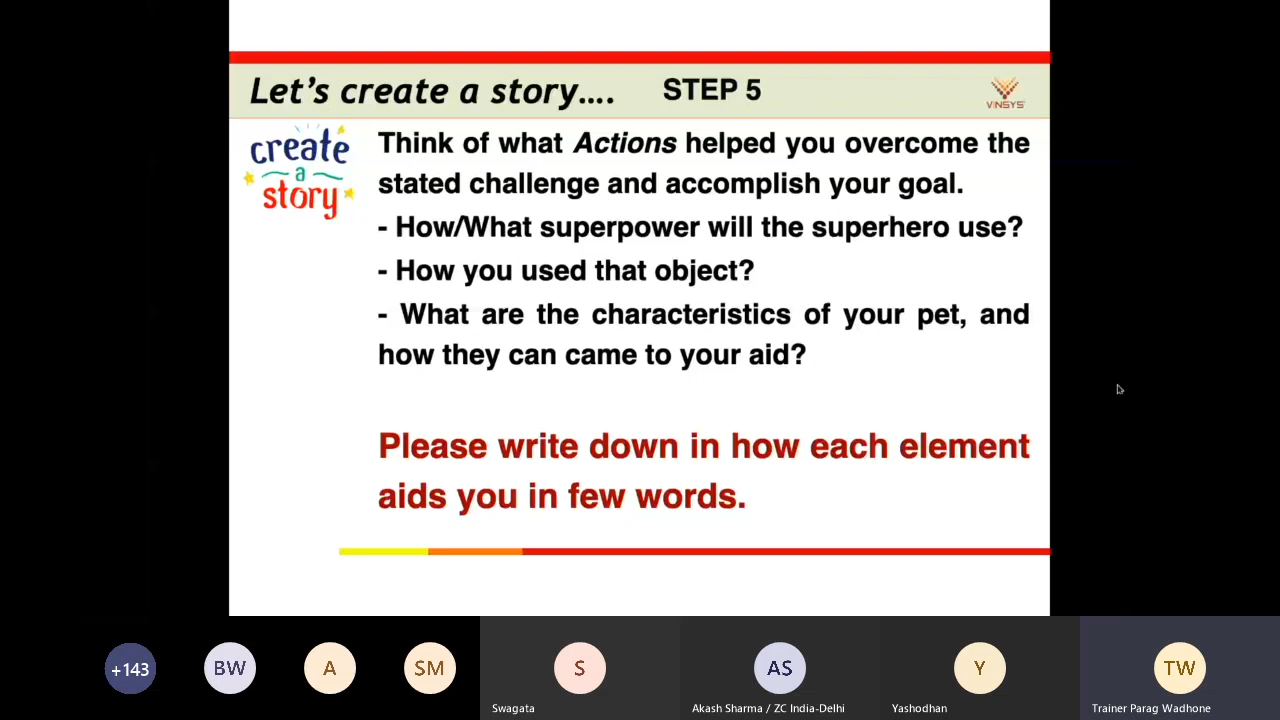 Let's create a story.... STEP 5
VINSYS
create
a
story
Think of what Actions helped you overcome the
stated challenge and accomplish your goal.
- How/What superpower will the superhero use?
- How you used that object?
- What are the characteristics of your pet, and
how they can came to your aid?
Please write down in how each element
aids you in few words.
+143 BW A SM S AS Y TW
Swagata Akash Sharma / ZC India-Delhi Yashodhan Trainer Parag Wadhone